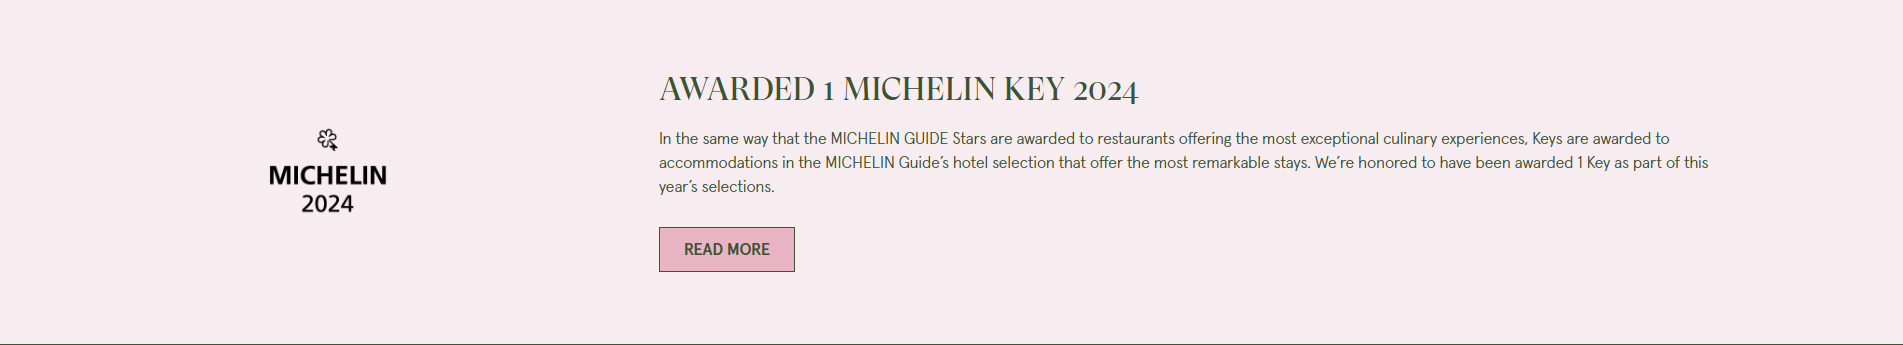 MICHELIN
2024
AWARDED 1 MICHELIN KEY 2024
In the same way that the MICHELIN GUIDE Stars are awarded to restaurants offering the most exceptional culinary experiences, Keys are awarded to
accommodations in the MICHELIN Guide’s hotel selection that offer the most remarkable stays. We’re honored to have been awarded 1 Key as part of this
year’s selections.
READ MORE